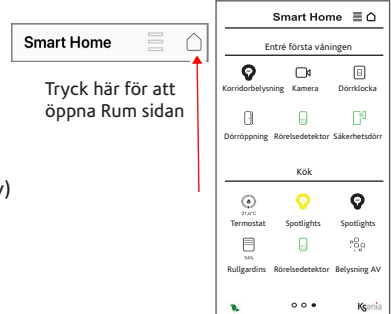 Smart Home
Tryck här för att
öppna Rum sidan
v)
Smart Home
Entré första våningen
Korridorbelysning Kamera Dörrklocka
Dörröppning Rörelsedetektor Säkerhetsdörr
Kök
21,6°C
Termostat Spotlights Spotlights
54%
Rullgardins Rörelsedetektor Belysning AV
Ksenia